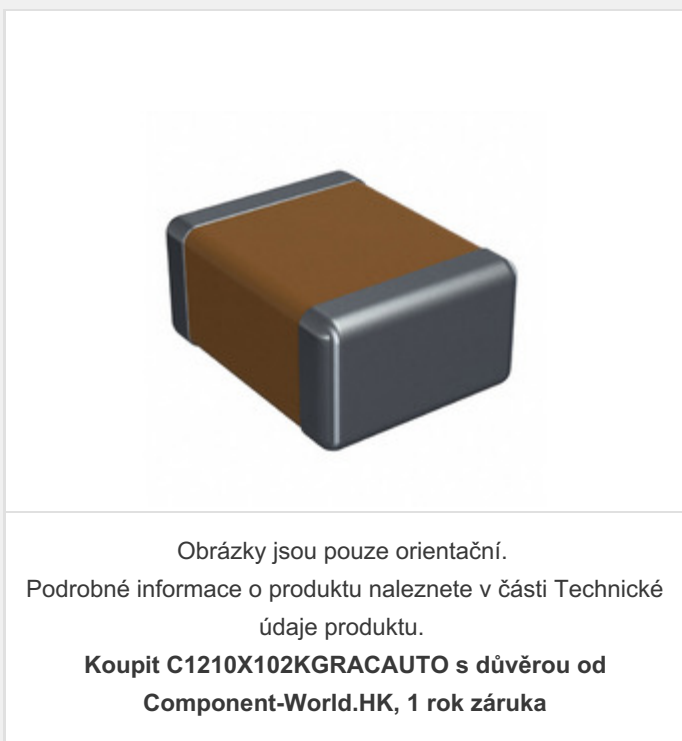 Obrázky jsou pouze orientační.
Podrobné informace o produktu naleznete v části Technické
údaje produktu.
Koupit C1210X102KGRACAUTO s důvěrou od
Component-World.HK, 1 rok záruka